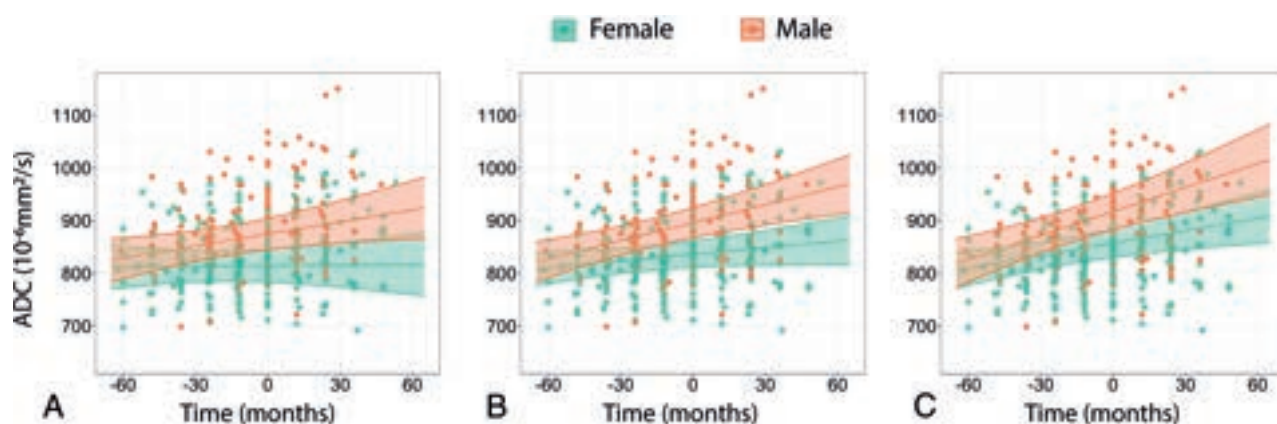 Female Male
ADC (10⁻⁶mm²/s)
1100 1100 1100
1000 1000 1000
900 900 900
800 800 800
700 700 700
-60 -30 0 30 60 -60 -30 0 30 60 -60 -30 0 30 60
A Time (months) B Time (months) C Time (months)